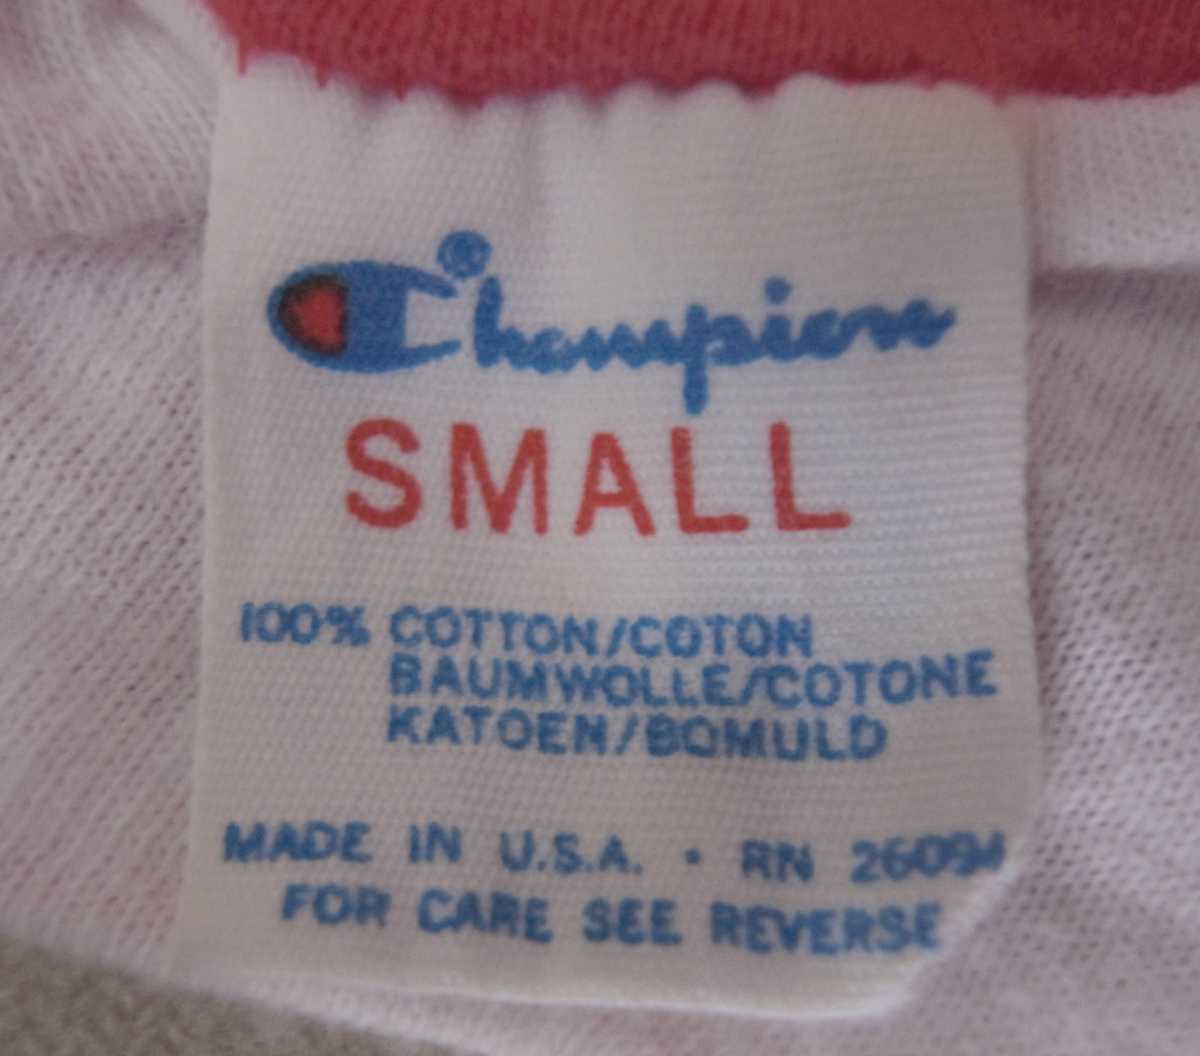 Champion®
SMALL
100% COTTON/COTON
BAUMWOLLE/COTONE
KATOEN/BOMULD
MADE IN U.S.A. • RN 26094
FOR CARE SEE REVERSE